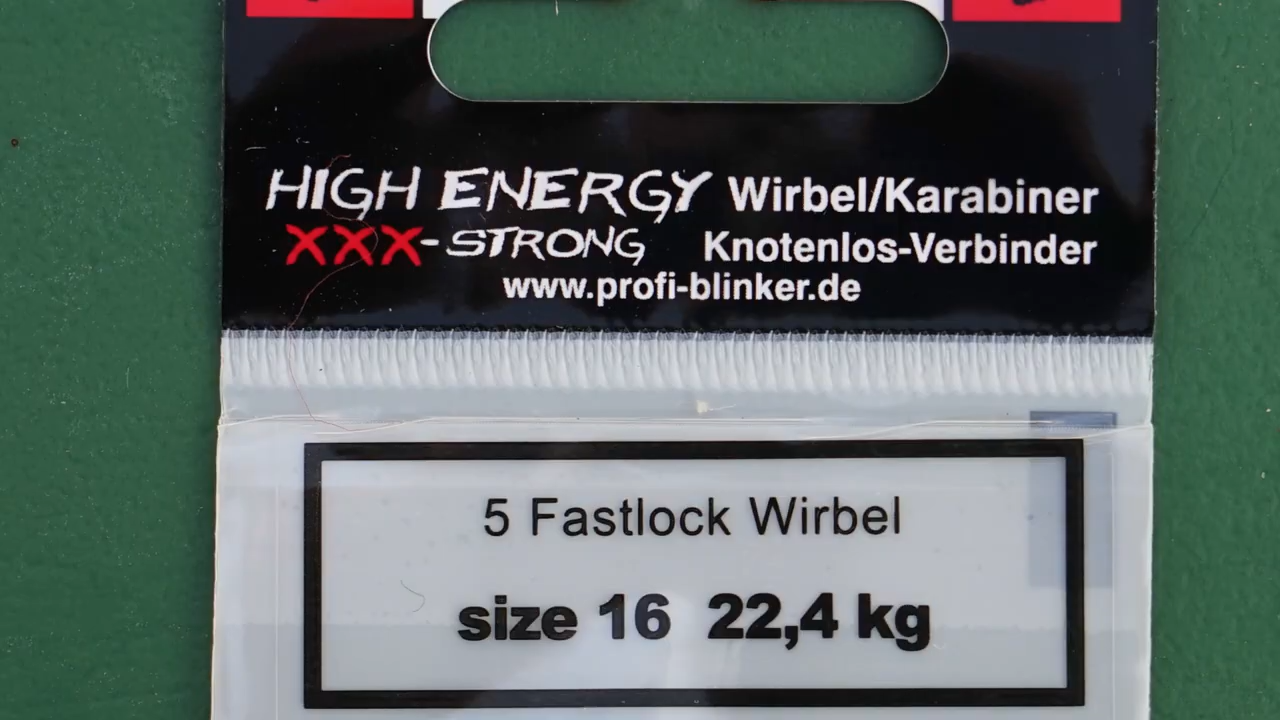 HIGH ENERGY Wirbel/Karabiner
XXX-STRONG Knotenlos-Verbinder
www.profi-blinker.de
5 Fastlock Wirbel
size 16 22,4 kg